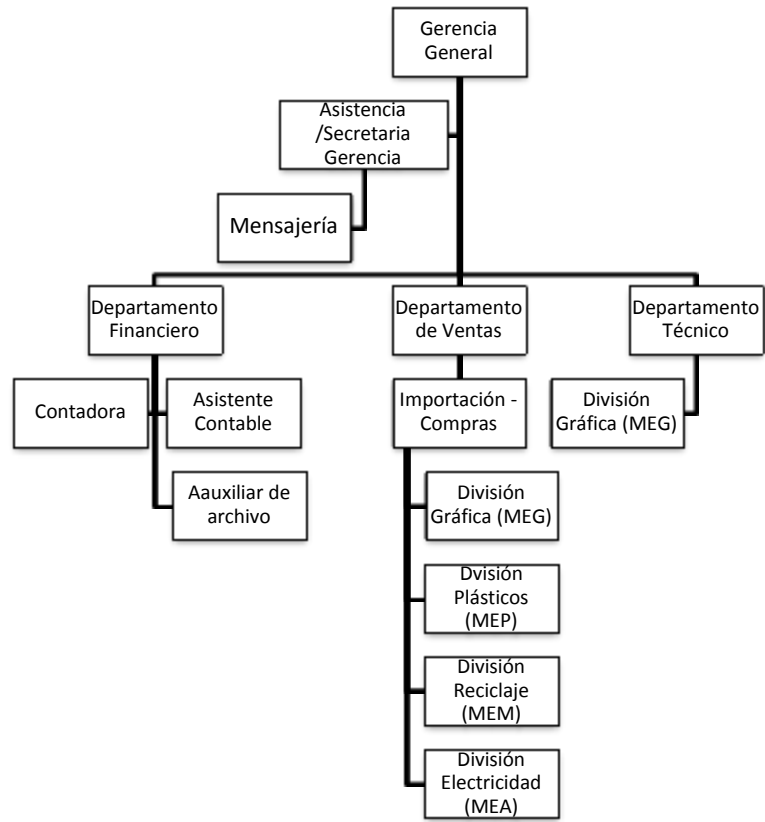 Gerencia
General
Asistencia
/Secretaria
Gerencia
Mensajería
Departamento
Financiero
Departamento
de Ventas
Departamento
Técnico
Contadora
Asistente
Contable
Importación -
Compras
División
Gráfica (MEG)
Aauxiliar de
archivo
División
Gráfica (MEG)
Dvisión
Plásticos
(MEP)
División
Reciclaje
(MEM)
División
Electricidad
(MEA)